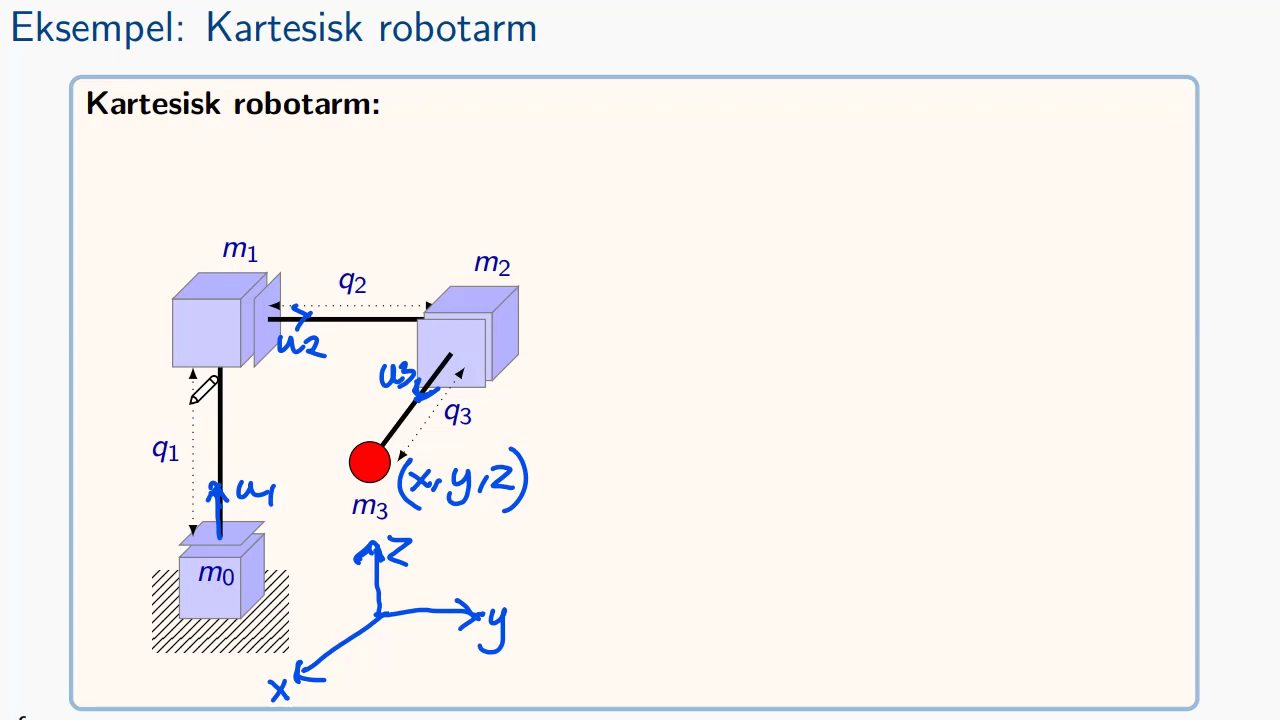 Eksempel: Kartesisk robotarm
Kartesisk robotarm:
m1
m2
q2
u2
u3
q3
q1
u1
(x, y, z)
m3
z
m0
y
x